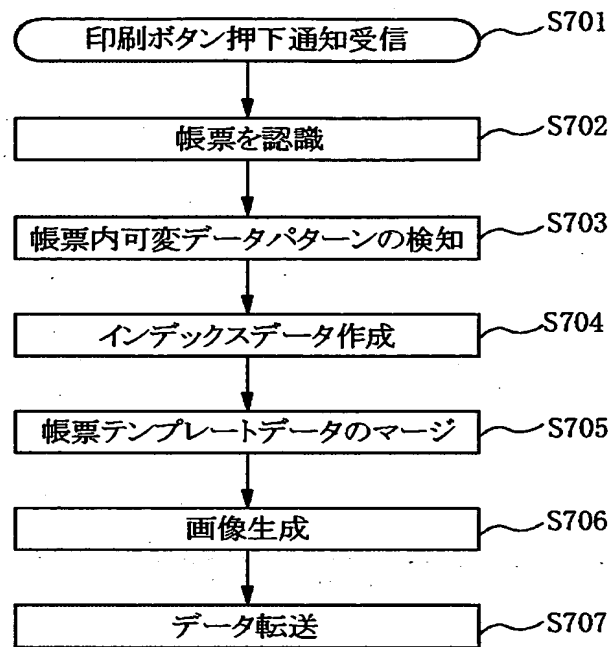 印刷ボタン押下通知受信
S701
帳票を認識
S702
帳票内可変データパターンの検知
S703
インデックスデータ作成
S704
帳票テンプレートデータのマージ
S705
画像生成
S706
データ転送
S707